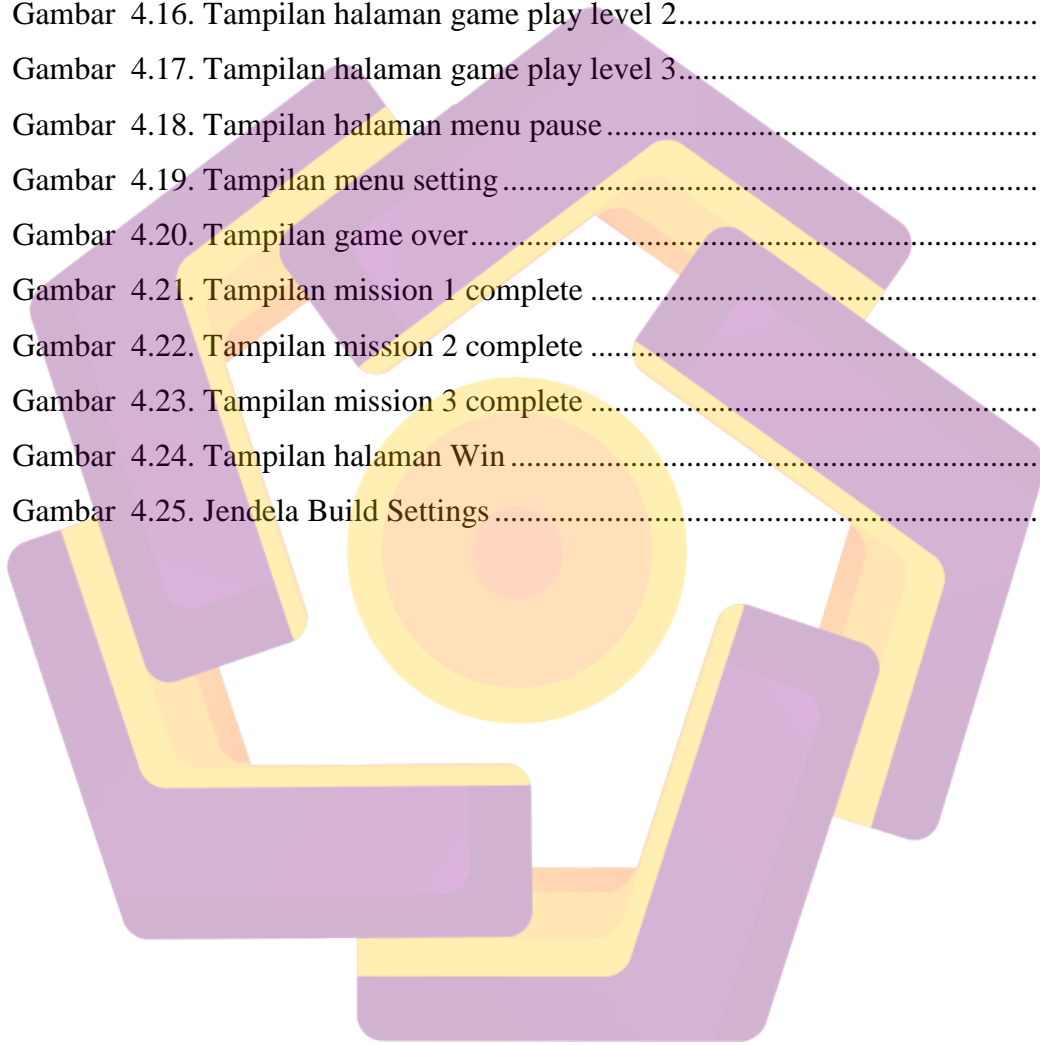 Gambar 4.16. Tampilan halaman game play level 2........................................
Gambar 4.17. Tampilan halaman game play level 3........................................
Gambar 4.18. Tampilan halaman menu pause.................................................
Gambar 4.19. Tampilan menu setting..............................................................
Gambar 4.20. Tampilan game over..................................................................
Gambar 4.21. Tampilan mission 1 complete...................................................
Gambar 4.22. Tampilan mission 2 complete...................................................
Gambar 4.23. Tampilan mission 3 complete...................................................
Gambar 4.24. Tampilan halaman Win.............................................................
Gambar 4.25. Jendela Build Settings...............................................................